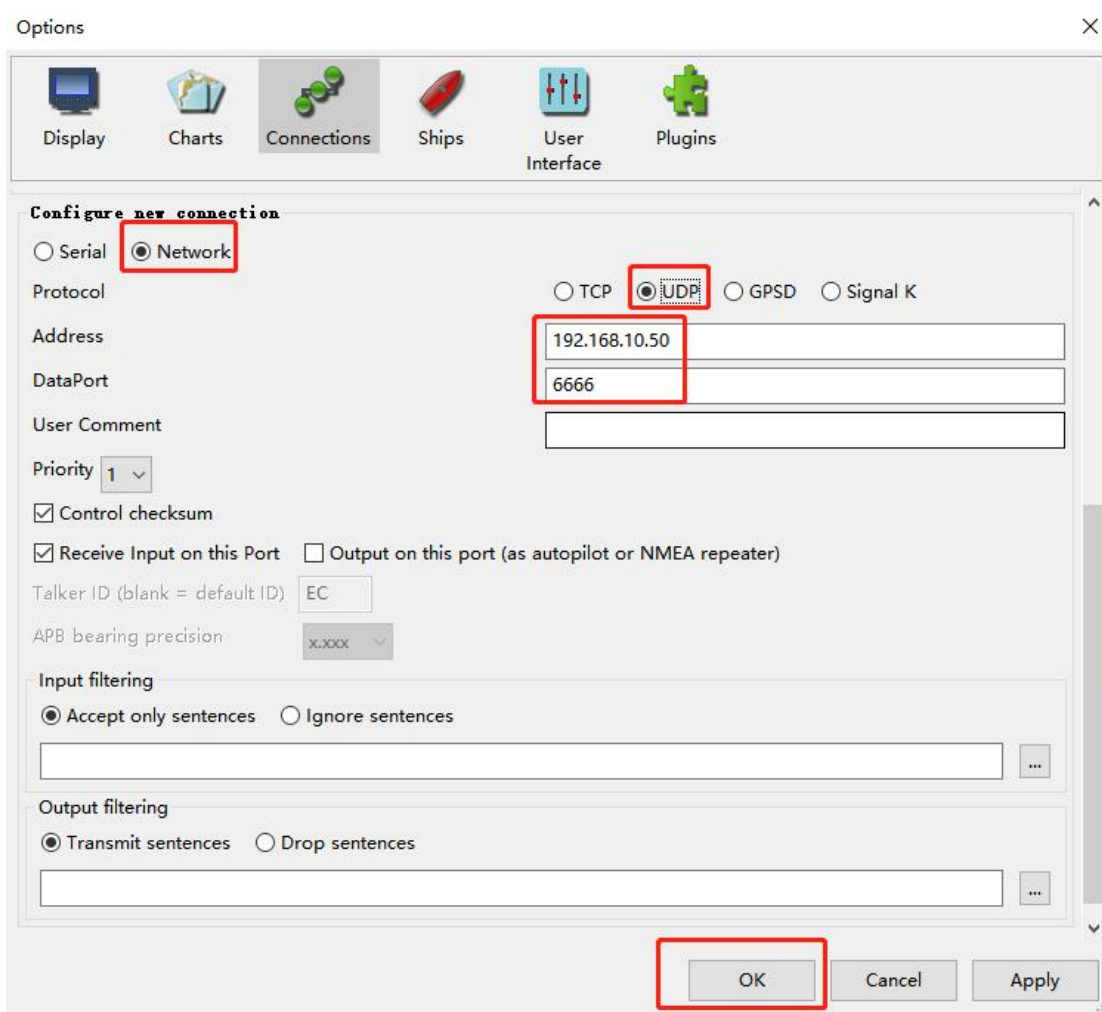 Options
Display Charts Connections Ships User Interface Plugins
Configure new connection
Serial Network
Protocol TCP UDP GPSD Signal K
Address 192.168.10.50
DataPort 6666
User Comment
Priority 1
Control checksum
Receive Input on this Port Output on this port (as autopilot or NMEA repeater)
Talker ID (blank = default ID) EC
APB bearing precision x.xxx
Input filtering
Accept only sentences Ignore sentences
...
Output filtering
Transmit sentences Drop sentences
...
OK Cancel Apply